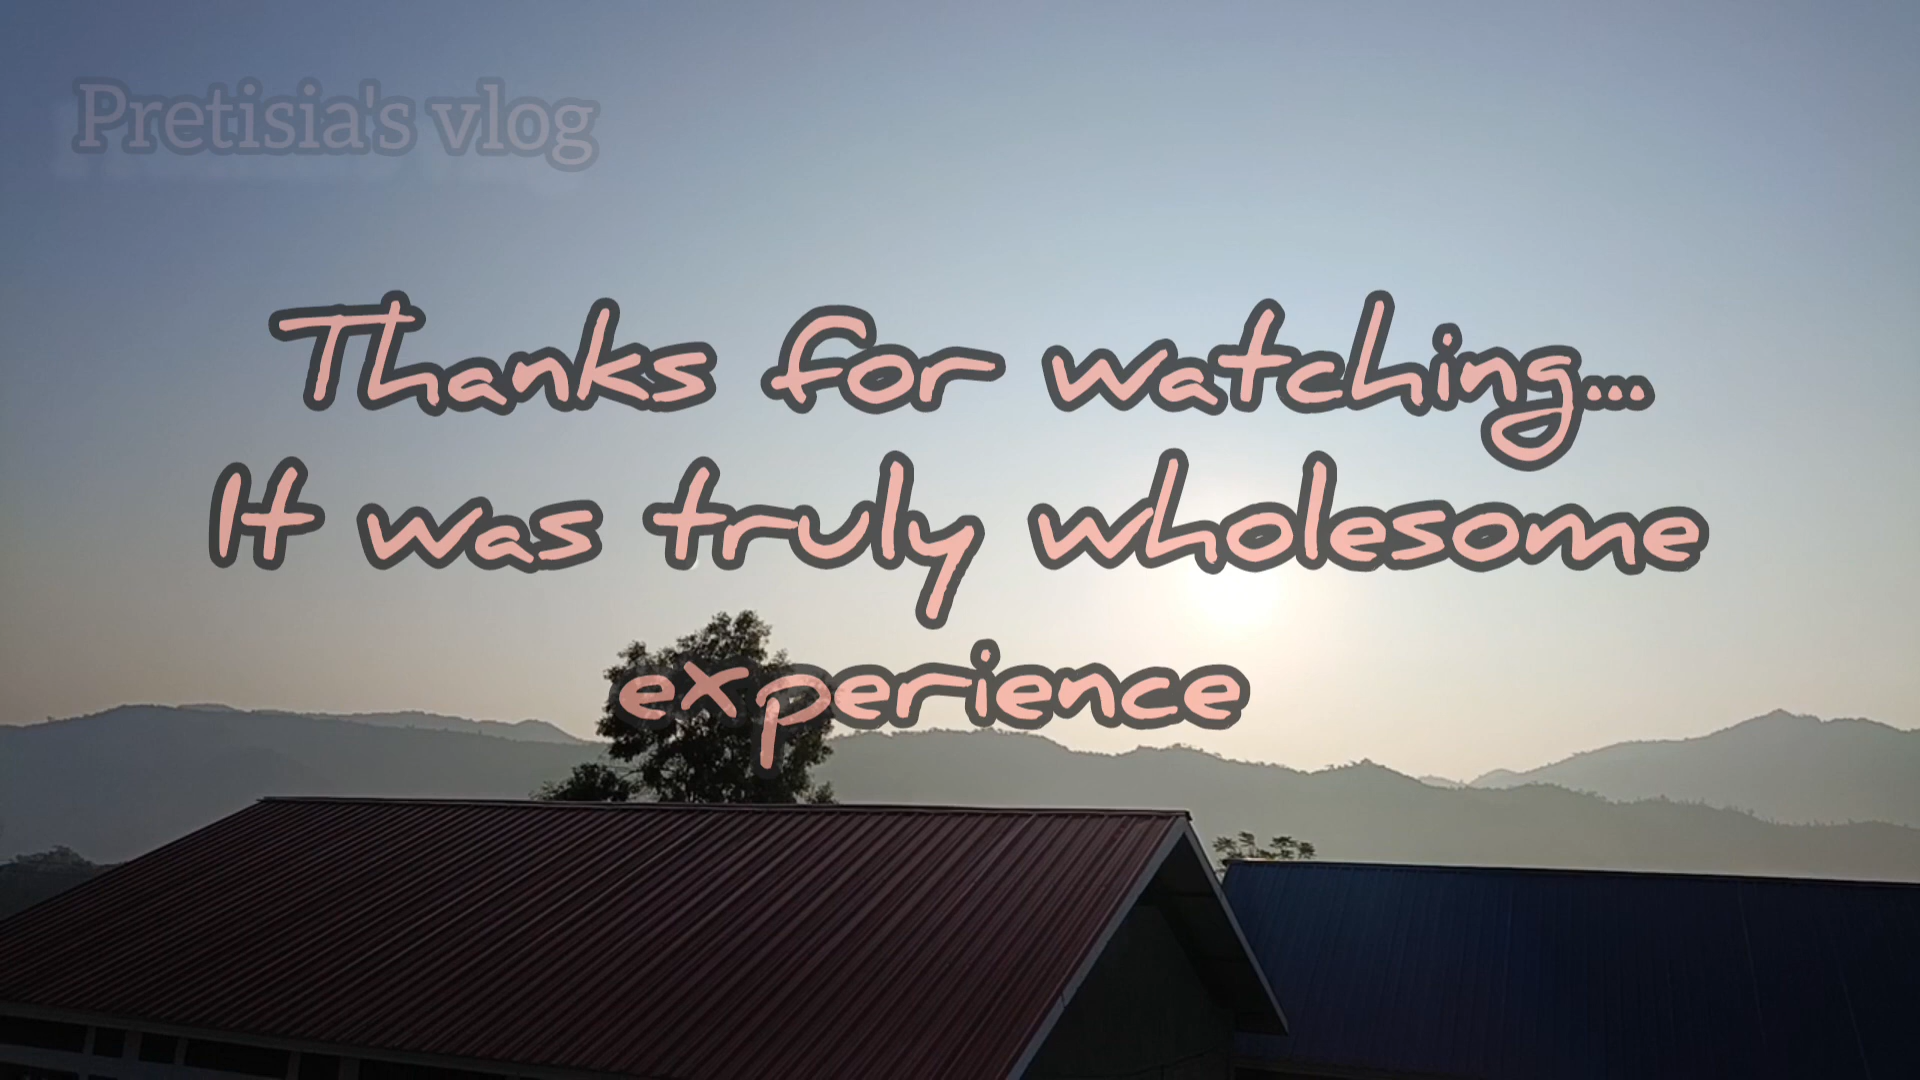 Pretisia's vlog
Thanks for watching...
It was truly wholesome
experience